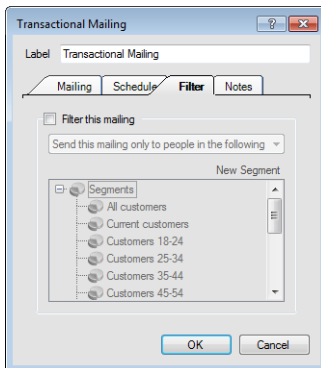 Transactional Mailing
Label Transactional Mailing
Mailing Schedule Filter Notes
Filter this mailing
Send this mailing only to people in the following
New Segment
Segments
All customers
Current customers
Customers 18-24
Customers 25-34
Customers 35-44
Customers 45-54
OK Cancel